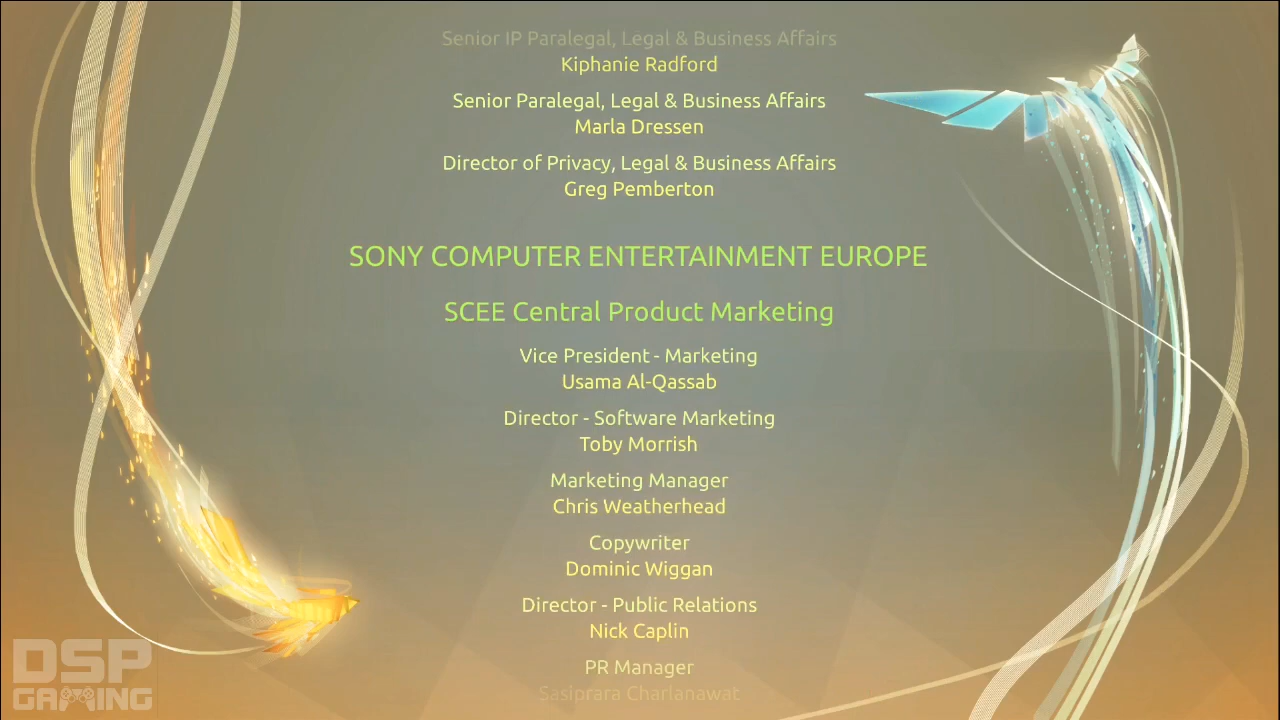 Senior IP Paralegal, Legal & Business Affairs
Kiphanie Radford
Senior Paralegal, Legal & Business Affairs
Marla Dressen
Director of Privacy, Legal & Business Affairs
Greg Pemberton
SONY COMPUTER ENTERTAINMENT EUROPE
SCEE Central Product Marketing
Vice President - Marketing
Usama Al-Qassab
Director - Software Marketing
Toby Morrish
Marketing Manager
Chris Weatherhead
Copywriter
Dominic Wiggan
Director - Public Relations
Nick Caplin
PR Manager
Sasiprara Charlanawat
DSP
GAMING